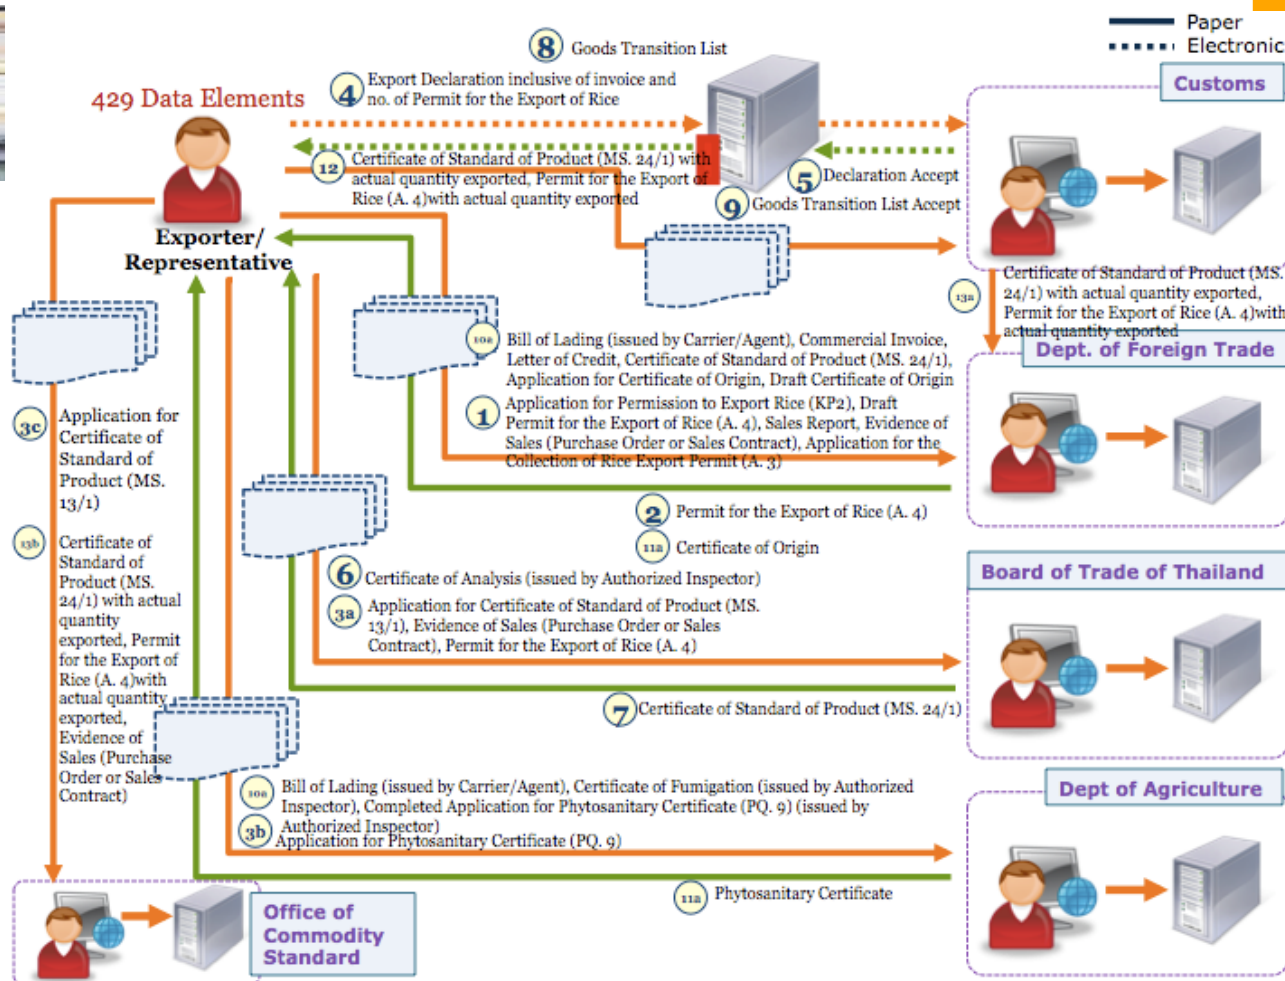 Paper
Electronic
8
Goods Transition List
Customs
429 Data Elements
4
Export Declaration inclusive of invoice and
no. of Permit for the Export of Rice
12
Certificate of Standard of Product (MS. 24/1) with
actual quantity exported, Permit for the Export of
Rice (A. 4)with actual quantity exported
5
Declaration Accept
9
Goods Transition List Accept
Exporter/
Representative
13a
Certificate of Standard of Product (MS.
24/1) with actual quantity exported,
Permit for the Export of Rice (A. 4)with
actual quantity exported
Dept. of Foreign Trade
10a
Bill of Lading (issued by Carrier/Agent), Commercial Invoice,
Letter of Credit, Certificate of Standard of Product (MS. 24/1),
Application for Certificate of Origin, Draft Certificate of Origin
1
Application for Permission to Export Rice (KP2), Draft
Permit for the Export of Rice (A. 4), Sales Report, Evidence of
Sales (Purchase Order or Sales Contract), Application for the
Collection of Rice Export Permit (A. 3)
3c
Application for
Certificate of
Standard of
Product (MS.
13/1)
2
Permit for the Export of Rice (A. 4)
11a
Certificate of Origin
13b
Certificate of
Standard of
Product (MS.
24/1) with actual
quantity
exported, Permit
for the Export of
Rice (A. 4)with
actual quantity
exported,
Evidence of
Sales (Purchase
Order or Sales
Contract)
6
Certificate of Analysis (issued by Authorized Inspector)
3a
Application for Certificate of Standard of Product (MS.
13/1), Evidence of Sales (Purchase Order or Sales
Contract), Permit for the Export of Rice (A. 4)
Board of Trade of Thailand
7
Certificate of Standard of Product (MS. 24/1)
10a
Bill of Lading (issued by Carrier/Agent), Certificate of Fumigation (issued by Authorized
Inspector), Completed Application for Phytosanitary Certificate (PQ. 9) (issued by
Authorized Inspector)
3b
Application for Phytosanitary Certificate (PQ. 9)
Dept of Agriculture
11a
Phytosanitary Certificate
Office of
Commodity
Standard